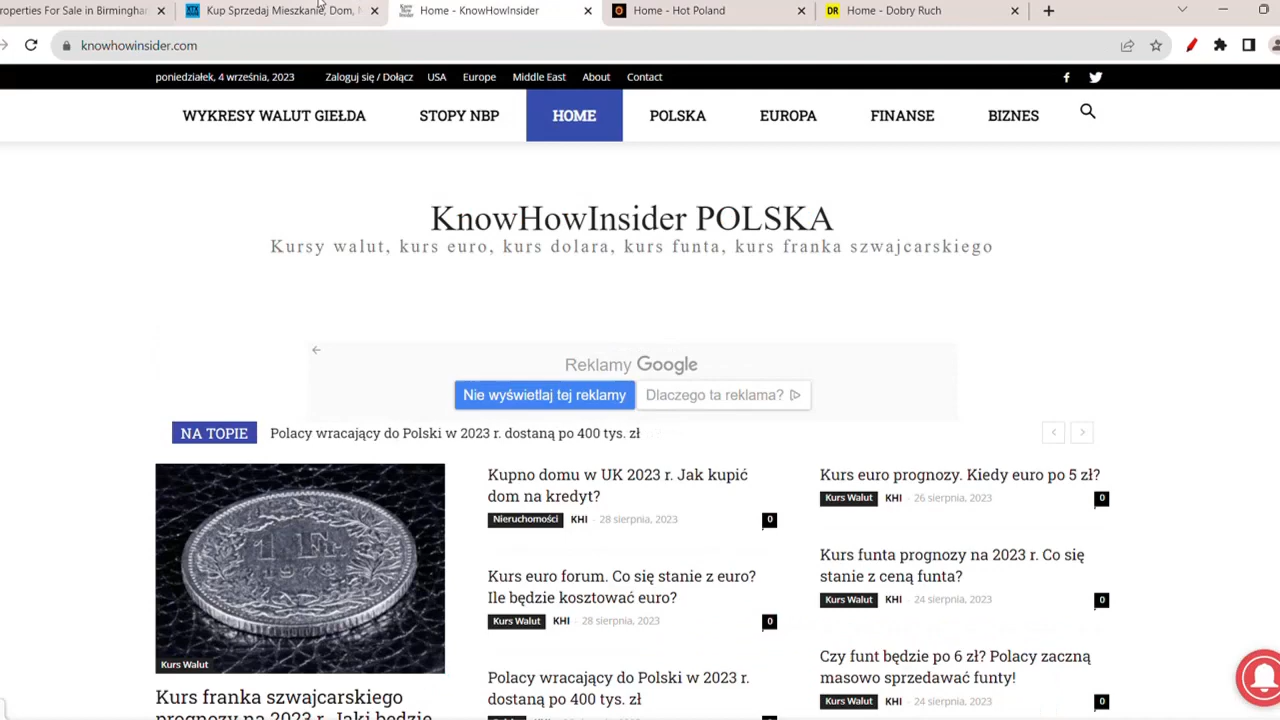 roperties For Sale in Birmingha
Kup Sprzedaj Mieszkanie, Dom,
Home - KnowHowInsider
Home - Hot Poland
DR Home - Dobry Ruch
knowhowinsider.com
poniedziałek, 4 września, 2023
Zaloguj się / Dołącz
USA
Europe
Middle East
About
Contact
WYKRESY WALUT GIEŁDA
STOPY NBP
HOME
POLSKA
EUROPA
FINANSE
BIZNES
KnowHowInsider POLSKA
Kursy walut, kurs euro, kurs dolara, kurs funta, kurs franka szwajcarskiego
Reklamy Google
Nie wyświetlaj tej reklamy
Dlaczego ta reklama?
NA TOPIE
Polacy wracający do Polski w 2023 r. dostaną po 400 tys. zł
Kurs Walut
Kurs franka szwajcarskiego
prognozy na 2023 r. Jaki będzie
Kupno domu w UK 2023 r. Jak kupić
dom na kredyt?
Nieruchomości KHI - 28 sierpnia, 2023 0
Kurs euro forum. Co się stanie z euro?
Ile będzie kosztować euro?
Kurs Walut KHI - 28 sierpnia, 2023 0
Polacy wracający do Polski w 2023 r.
dostaną po 400 tys. zł
Kurs euro prognozy. Kiedy euro po 5 zł?
Kurs Walut KHI - 26 sierpnia, 2023 0
Kurs funta prognozy na 2023 r. Co się
stanie z ceną funta?
Kurs Walut KHI - 24 sierpnia, 2023 0
Czy funt będzie po 6 zł? Polacy zaczną
masowo sprzedawać funty!
Kurs Walut KHI - 24 sierpnia, 2023 0